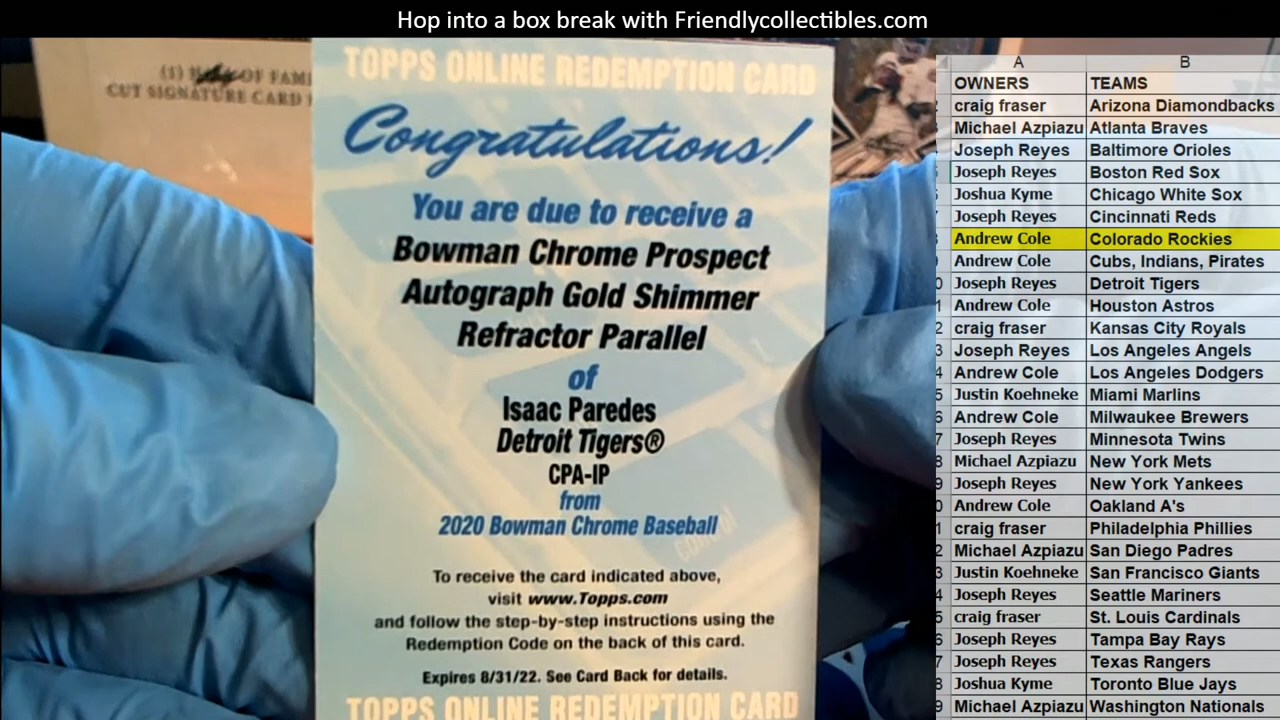 Hop into a box break with Friendlycollectibles.com
(1) OF FAM
CUT SIGNATURE CARD
TOPPS ONLINE REDEMPTION CARD
Congratulations!
You are due to receive a
Bowman Chrome Prospect
Autograph Gold Shimmer
Refractor Parallel
of
Isaac Paredes
Detroit Tigers®
CPA-IP
from
2020 Bowman Chrome Baseball
To receive the card indicated above,
visit www.Topps.com
and follow the step-by-step instructions using the
Redemption Code on the back of this card.
Expires 8/31/22. See Card Back for details.
TOPPS ONLINE REDEMPTION CARD
A B
OWNERS TEAMS
craig fraser Arizona Diamondbacks
Michael Azpiazu Atlanta Braves
Joseph Reyes Baltimore Orioles
Joseph Reyes Boston Red Sox
Joshua Kyme Chicago White Sox
Joseph Reyes Cincinnati Reds
Andrew Cole Colorado Rockies
Andrew Cole Cubs, Indians, Pirates
Joseph Reyes Detroit Tigers
Andrew Cole Houston Astros
craig fraser Kansas City Royals
Joseph Reyes Los Angeles Angels
Andrew Cole Los Angeles Dodgers
Justin Koehneke Miami Marlins
Andrew Cole Milwaukee Brewers
Joseph Reyes Minnesota Twins
Michael Azpiazu New York Mets
Joseph Reyes New York Yankees
Andrew Cole Oakland A's
craig fraser Philadelphia Phillies
Michael Azpiazu San Diego Padres
Justin Koehneke San Francisco Giants
Joseph Reyes Seattle Mariners
craig fraser St. Louis Cardinals
Joseph Reyes Tampa Bay Rays
Joseph Reyes Texas Rangers
Joshua Kyme Toronto Blue Jays
Michael Azpiazu Washington Nationals